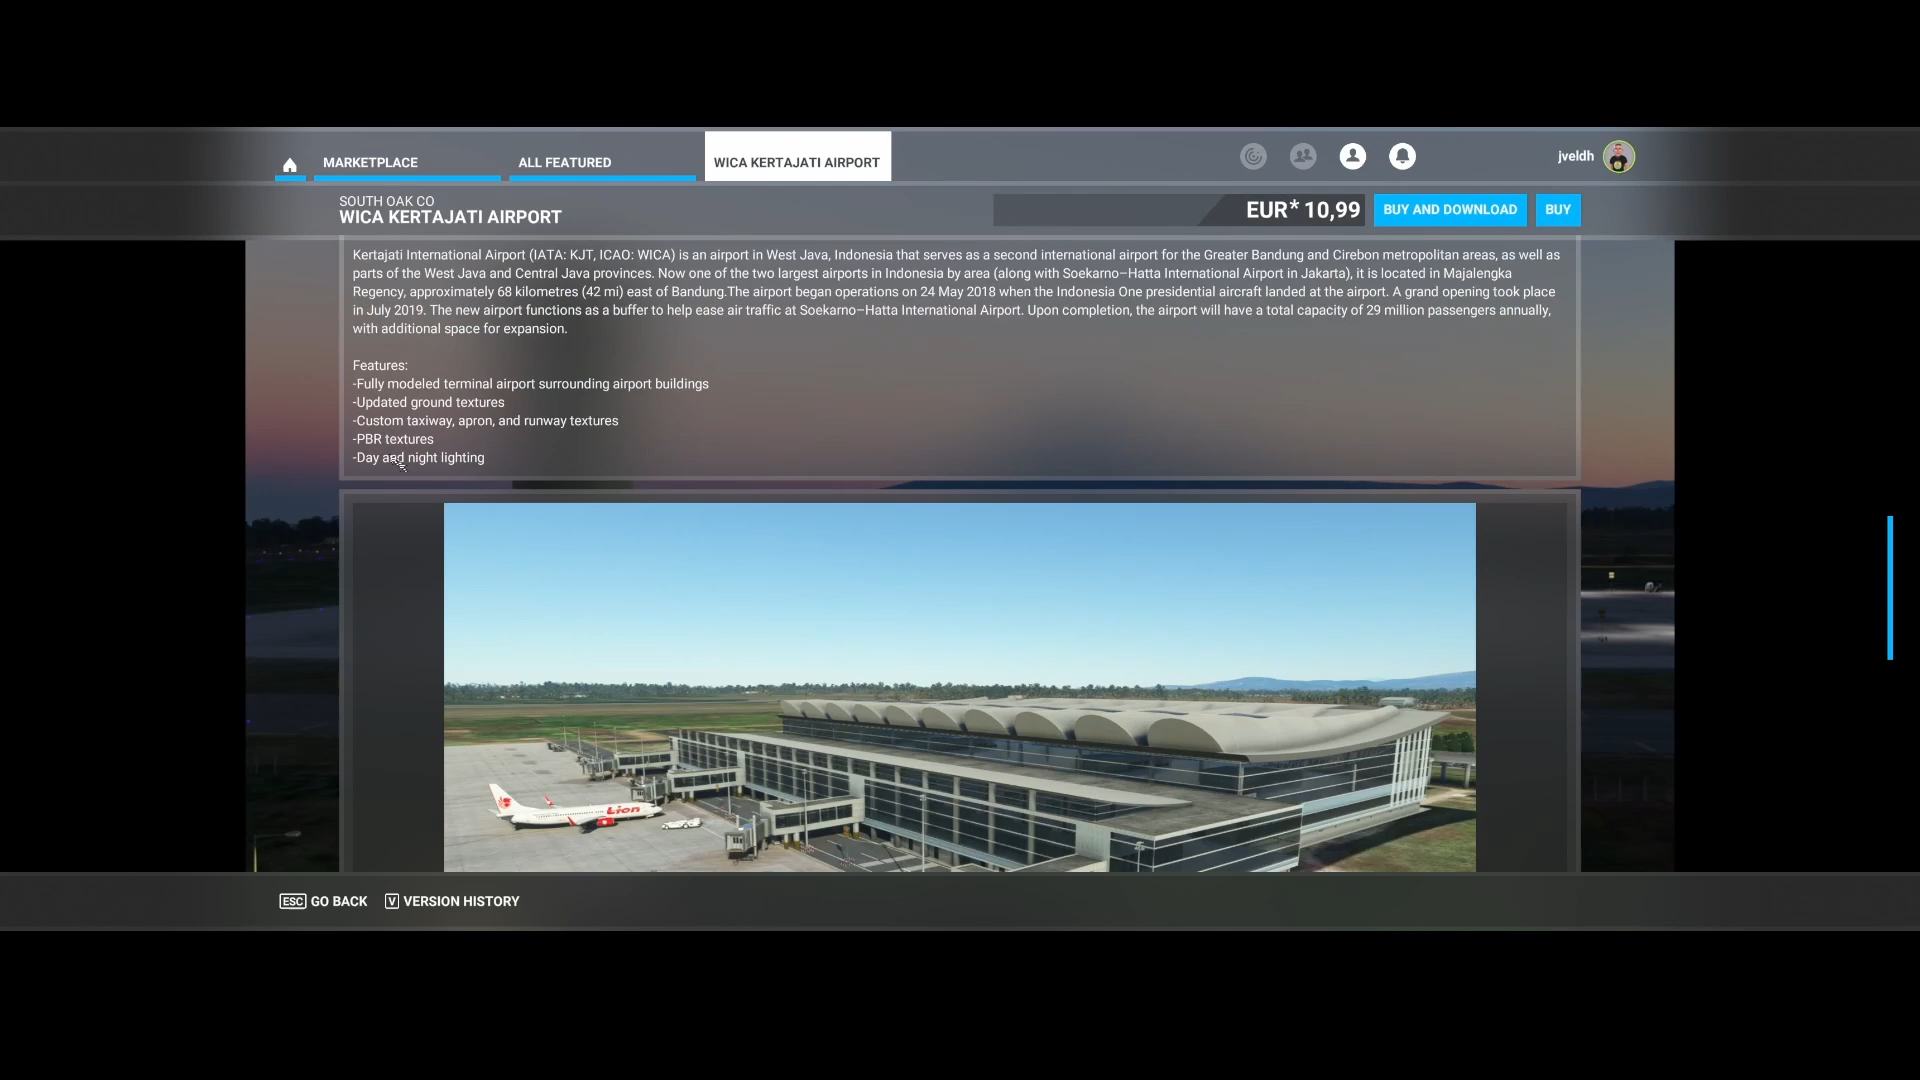 MARKETPLACE
ALL FEATURED
WICA KERTAJATI AIRPORT
jveldh
SOUTH OAK CO
WICA KERTAJATI AIRPORT
EUR* 10,99
BUY AND DOWNLOAD
BUY
Kertajati International Airport (IATA: KJT, ICAO: WICA) is an airport in West Java, Indonesia that serves as a second international airport for the Greater Bandung and Cirebon metropolitan areas, as well as
parts of the West Java and Central Java provinces. Now one of the two largest airports in Indonesia by area (along with Soekarno–Hatta International Airport in Jakarta), it is located in Majalengka
Regency, approximately 68 kilometres (42 mi) east of Bandung.The airport began operations on 24 May 2018 when the Indonesia One presidential aircraft landed at the airport. A grand opening took place
in July 2019. The new airport functions as a buffer to help ease air traffic at Soekarno–Hatta International Airport. Upon completion, the airport will have a total capacity of 29 million passengers annually,
with additional space for expansion.
Features:
-Fully modeled terminal airport surrounding airport buildings
-Updated ground textures
-Custom taxiway, apron, and runway textures
-PBR textures
-Day and night lighting
Lion
ESC GO BACK
V VERSION HISTORY